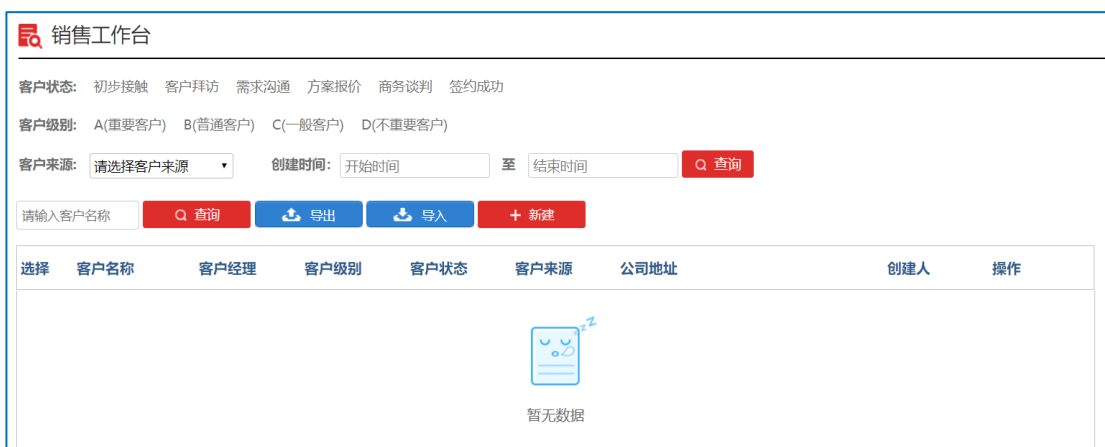 销售工作台
客户状态: 初步接触 客户拜访 需求沟通 方案报价 商务谈判 签约成功
客户级别: A(重要客户) B(普通客户) C(一般客户) D(不重要客户)
客户来源: 请选择客户来源 创建时间: 开始时间 至 结束时间 查询
请输入客户名称 查询 导出 导入 + 新建
选择 客户名称 客户经理 客户级别 客户状态 客户来源 公司地址 创建人 操作
zzZ
暂无数据